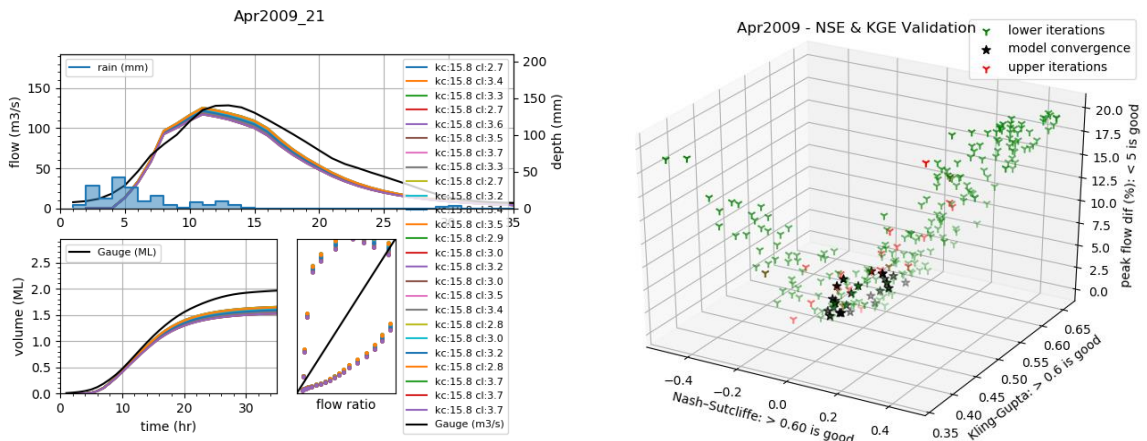 Apr2009_21
rain (mm)
flow (m3/s)
150
100
50
0
200
150
100
50
0
depth (mm)
0 5 10 15 20 25 30 35
kc:15.8 cl:2.7
kc:15.8 cl:3.4
kc:15.8 cl:3.3
kc:15.8 cl:2.7
kc:15.8 cl:3.6
kc:15.8 cl:3.5
kc:15.8 cl:3.7
kc:15.8 cl:3.3
kc:15.8 cl:2.7
kc:15.8 cl:3.2
kc:15.8 cl:3.4
kc:15.8 cl:3.5
kc:15.8 cl:2.9
kc:15.8 cl:3.0
kc:15.8 cl:3.2
kc:15.8 cl:3.0
kc:15.8 cl:3.5
kc:15.8 cl:3.4
kc:15.8 cl:2.8
kc:15.8 cl:3.0
kc:15.8 cl:3.2
kc:15.8 cl:2.8
kc:15.8 cl:3.7
kc:15.8 cl:3.7
kc:15.8 cl:3.7
Gauge (m3/s)
Gauge (ML)
volume (ML)
2.5
2.0
1.5
1.0
0.5
0.0
0 10 20 30
time (hr)
flow ratio
Apr2009 - NSE & KGE Validation
lower iterations
model convergence
upper iterations
20.0
17.5
15.0
12.5
10.0
7.5
5.0
2.5
0.0
peak flow dif (%): < 5 is good
0.65
0.60
0.55
0.50
0.45
0.40
0.35
Kling-Gupta: > 0.6 is good
−0.4
−0.2
0.0
0.2
0.4
Nash–Sutcliffe: > 0.60 is good